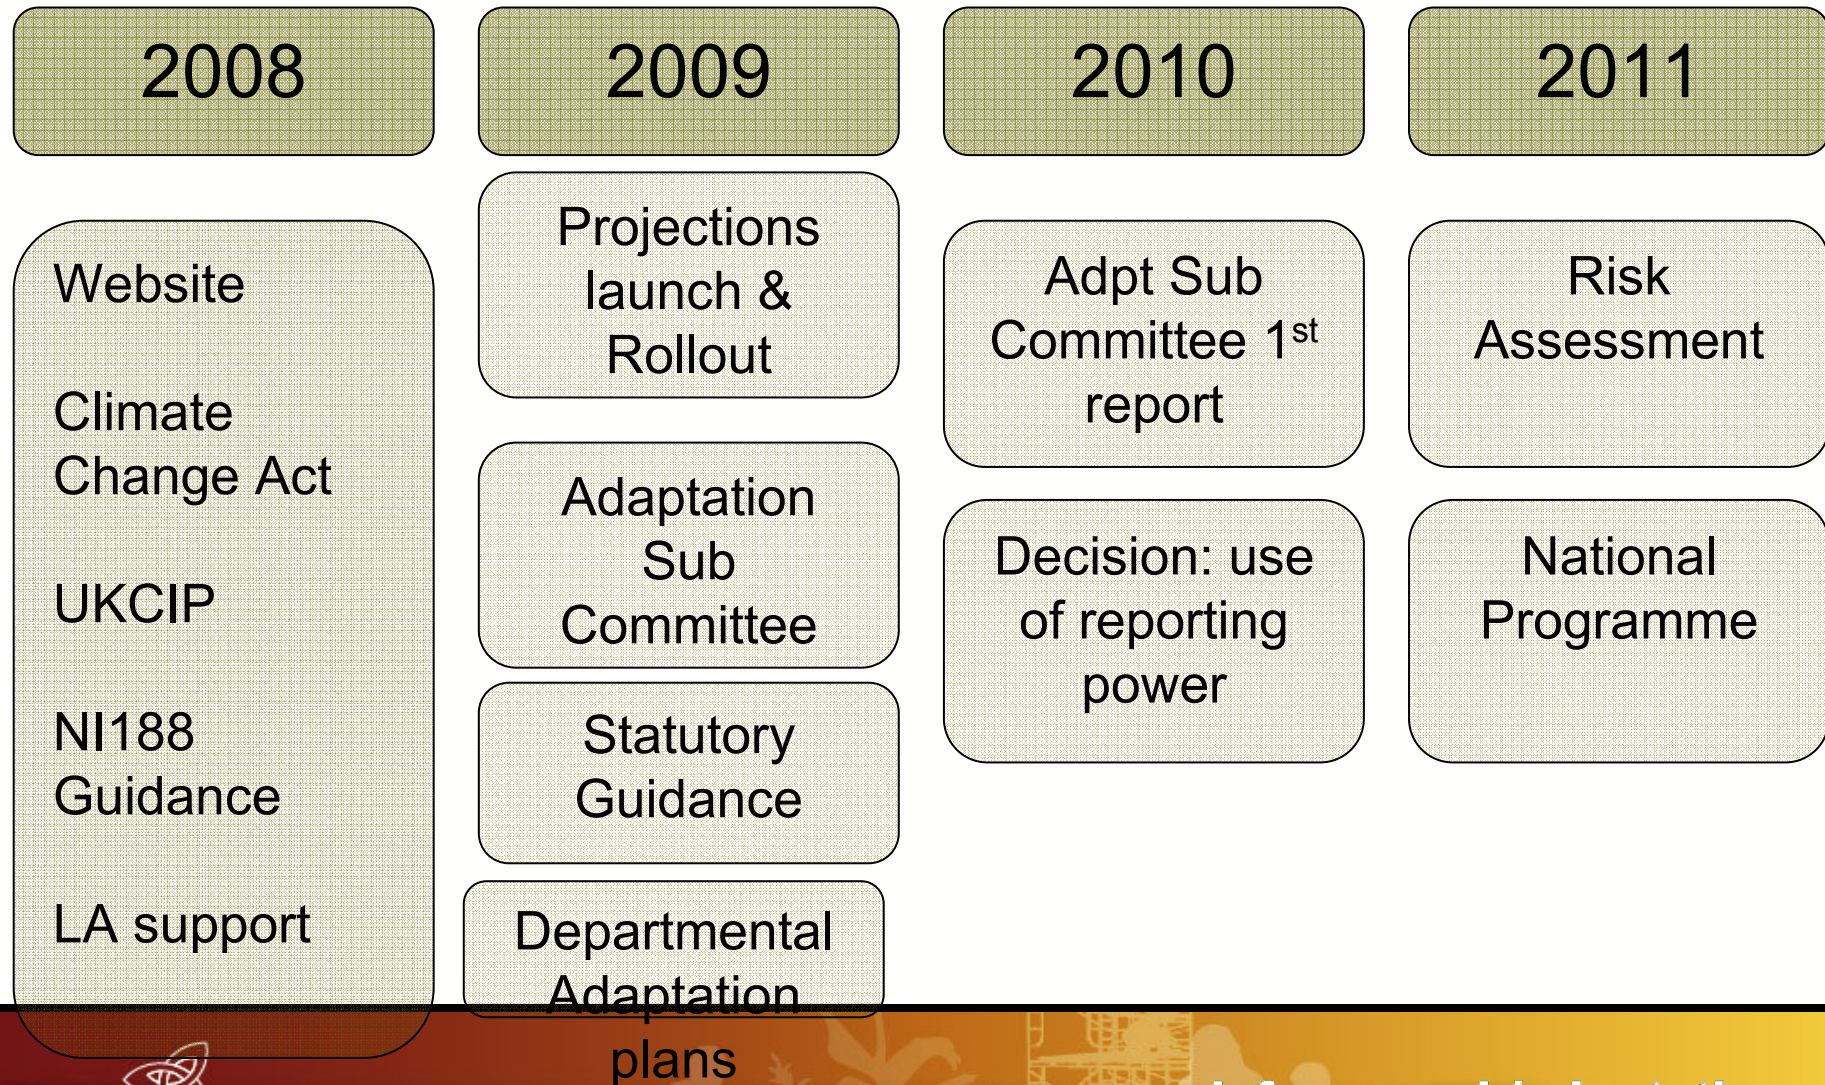 2008
2009
2010
2011
Website
Climate
Change Act
UKCIP
NI188
Guidance
LA support
Projections
launch &
Rollout
Adaptation
Sub
Committee
Statutory
Guidance
Departmental
Adaptation
plans
Adpt Sub
Committee 1st
report
Decision: use
of reporting
power
Risk
Assessment
National
Programme